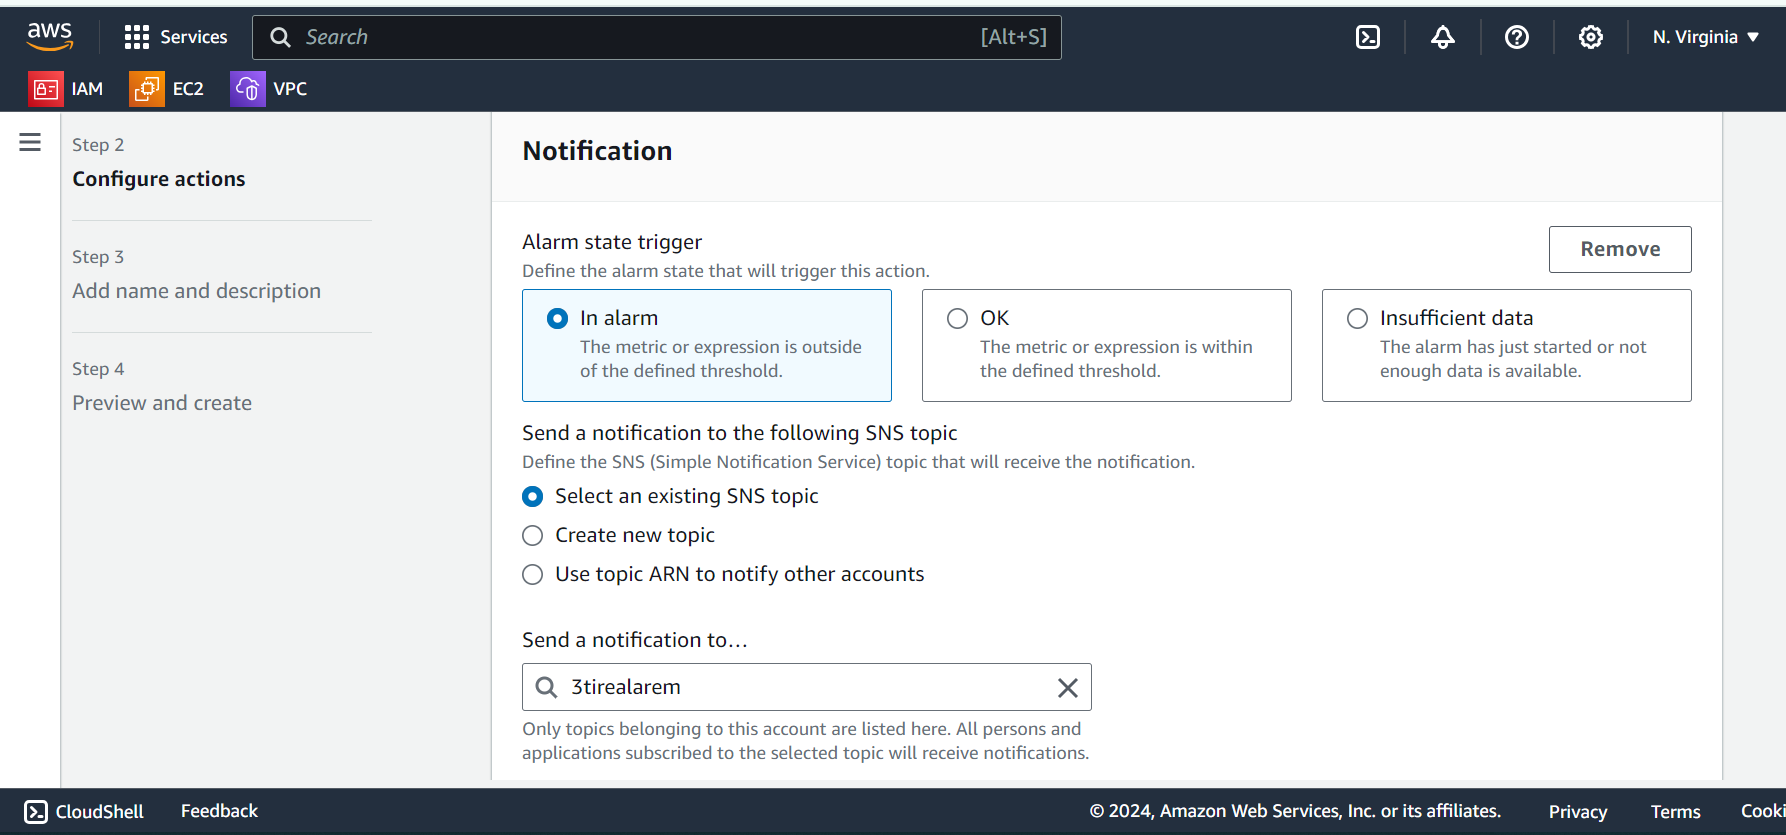 aws
Services
Search
[Alt+S]
N. Virginia
IAM
EC2
VPC
Step 2
Configure actions
Step 3
Add name and description
Step 4
Preview and create
Notification
Alarm state trigger
Define the alarm state that will trigger this action.
Remove
In alarm
The metric or expression is outside
of the defined threshold.
OK
The metric or expression is within
the defined threshold.
Insufficient data
The alarm has just started or not
enough data is available.
Send a notification to the following SNS topic
Define the SNS (Simple Notification Service) topic that will receive the notification.
Select an existing SNS topic
Create new topic
Use topic ARN to notify other accounts
Send a notification to…
3tirealarem
Only topics belonging to this account are listed here. All persons and
applications subscribed to the selected topic will receive notifications.
CloudShell
Feedback
© 2024, Amazon Web Services, Inc. or its affiliates.
Privacy
Terms
Cooki